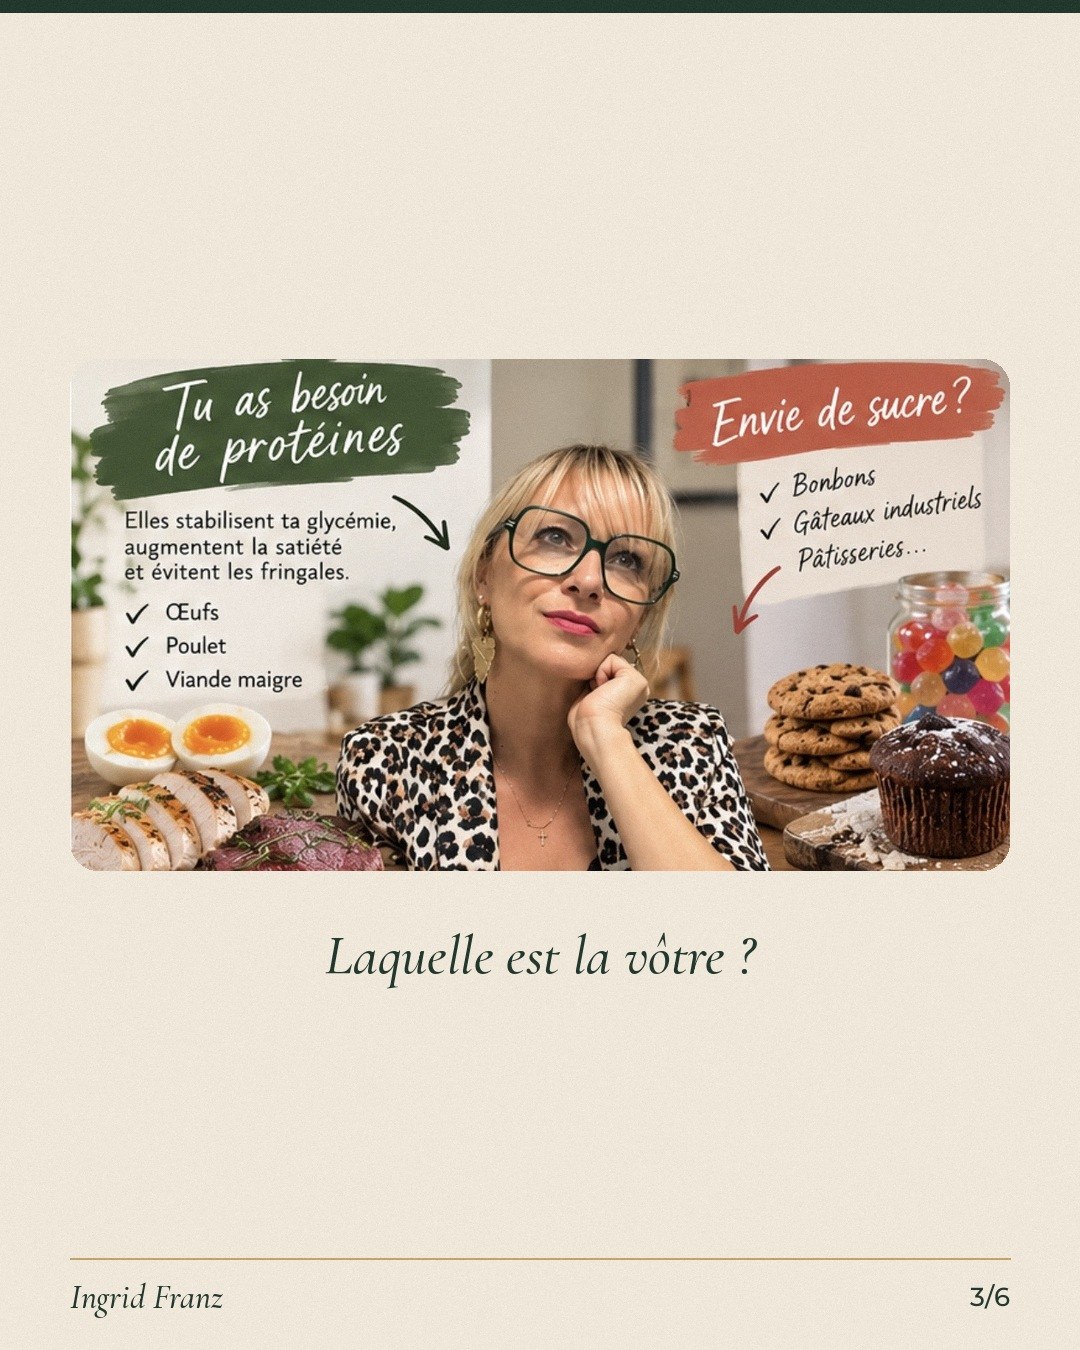 Tu as besoin
de protéines
Elles stabilisent ta glycémie,
augmentent la satiété
et évitent les fringales.
✓ Œufs
✓ Poulet
✓ Viande maigre
Envie de sucre ?
✓ Bonbons
✓ Gâteaux industriels
Pâtisseries...
Laquelle est la vôtre ?
Ingrid Franz
3/6